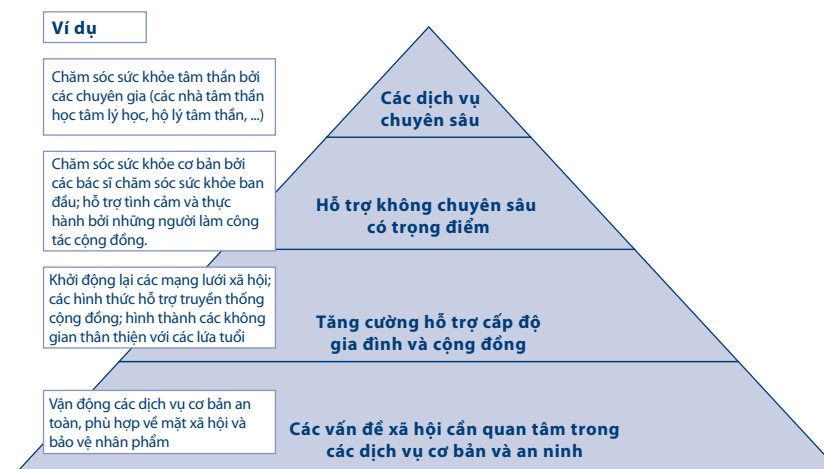 Ví dụ
Chăm sóc sức khỏe tâm thần bởi
các chuyên gia (các nhà tâm thần
học tâm lý học, hộ lý tâm thần, ...)
Các dịch vụ
chuyên sâu
Chăm sóc sức khỏe cơ bản bởi
các bác sĩ chăm sóc sức khỏe ban
đầu; hỗ trợ tình cảm và thực
hành bởi những người làm công
tác cộng đồng.
Hỗ trợ không chuyên sâu
có trọng điểm
Khởi động lại các mạng lưới xã hội;
các hình thức hỗ trợ truyền thống
cộng đồng; hình thành các không
gian thân thiện với các lứa tuổi
Tăng cường hỗ trợ cấp độ
gia đình và cộng đồng
Vận động các dịch vụ cơ bản an
toàn, phù hợp về mặt xã hội và
bảo vệ nhân phẩm
Các vấn đề xã hội cần quan tâm trong
các dịch vụ cơ bản và an ninh